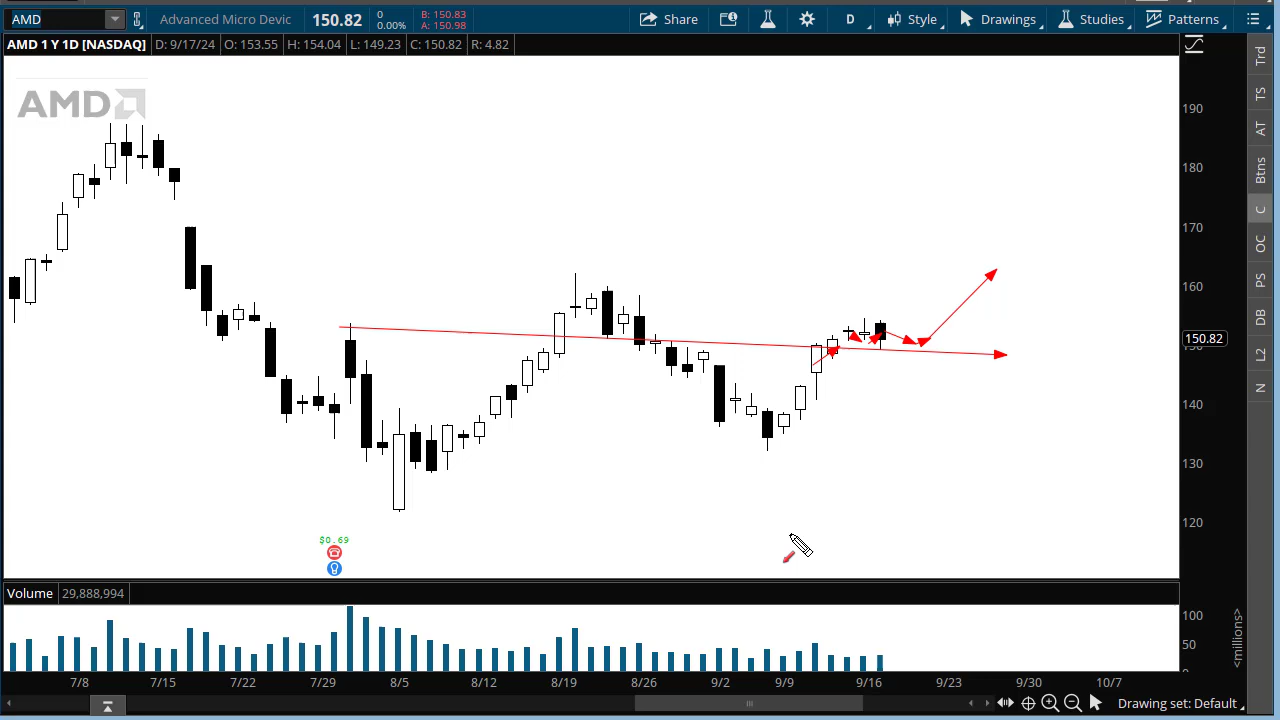 AMD Advanced Micro Devic 150.82 0 0.00% B: 150.83 A: 150.98 Share D Style Drawings Studies Patterns
AMD 1 Y 1D [NASDAQ] D: 9/17/24 O: 153.55 H: 154.04 L: 149.23 C: 150.82 R: 4.82
AMD
190
180
170
160
150.82
140
130
120
$0.69
Trd
TS
AT
Btns
C
OC
PS
DB
L2
N
Volume 29,888,994
100
50
<millions>
7/8 7/15 7/22 7/29 8/5 8/12 8/19 8/26 9/2 9/9 9/16 9/23 9/30 10/7
Drawing set: Default